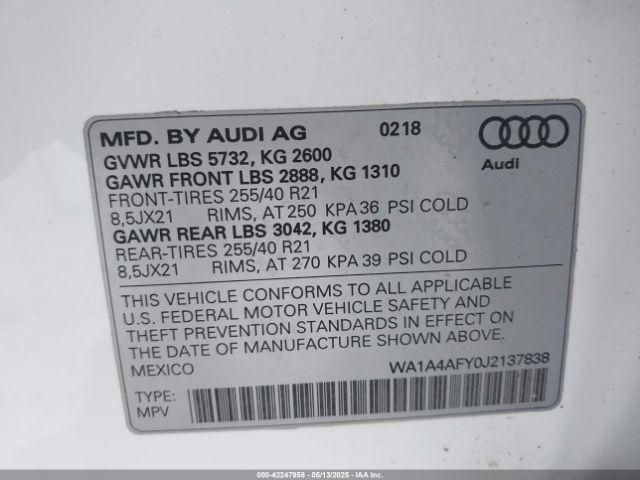 MFD. BY AUDI AG 0218
GVWR LBS 5732, KG 2600
GAWR FRONT LBS 2888, KG 1310
FRONT-TIRES 255/40 R21
8,5JX21 RIMS, AT 250 KPA 36 PSI COLD
GAWR REAR LBS 3042, KG 1380
REAR-TIRES 255/40 R21
8,5JX21 RIMS, AT 270 KPA 39 PSI COLD
Audi
THIS VEHICLE CONFORMS TO ALL APPLICABLE
U.S. FEDERAL MOTOR VEHICLE SAFETY AND
THEFT PREVENTION STANDARDS IN EFFECT ON
THE DATE OF MANUFACTURE SHOWN ABOVE.
MEXICO WA1A4AFY0J2137838
TYPE:
MPV
000-42247958 - 05/13/2025 - IAAI.COM